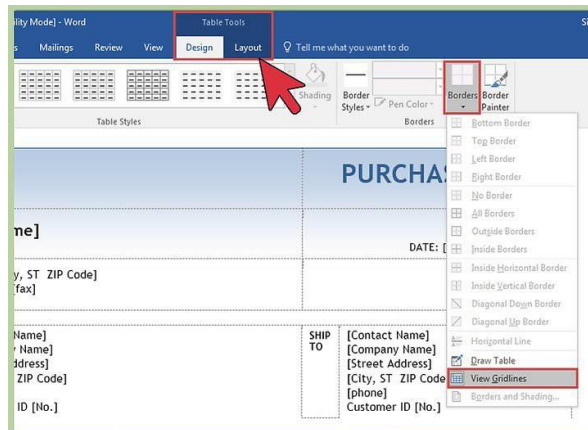 ility Mode] - Word
Table Tools
Si
s Mailings Review View Design Layout Tell me what you want to do
Shading
Border Styles
Pen Color
Borders
Border Painter
Table Styles
Borders
Bottom Border
Top Border
Left Border
Right Border
No Border
All Borders
Outside Borders
Inside Borders
Inside Horizontal Border
Inside Vertical Border
Diagonal Down Border
Diagonal Up Border
Horizontal Line
Draw Table
View Gridlines
Borders and Shading...
PURCHA
me]
DATE: [
y, ST ZIP Code]
fax]
Name]
y Name]
ddress]
ZIP Code]
ID [No.]
SHIP
TO
[Contact Name]
[Company Name]
[Street Address]
[City, ST ZIP Code
[phone]
Customer ID [No.]